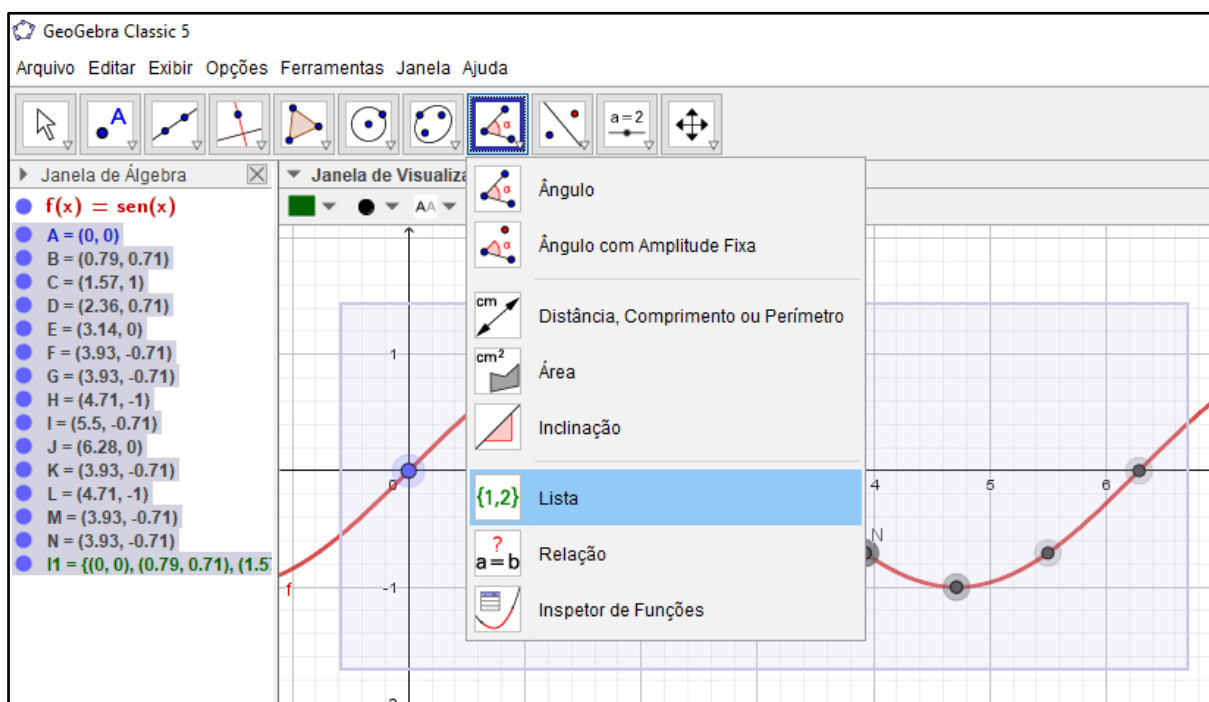 GeoGebra Classic 5
Arquivo Editar Exibir Opções Ferramentas Janela Ajuda
A
α
a = 2
Janela de Álgebra
Janela de Visualiza
f(x) = sen(x)
A = (0, 0)
B = (0.79, 0.71)
C = (1.57, 1)
D = (2.36, 0.71)
E = (3.14, 0)
F = (3.93, -0.71)
G = (3.93, -0.71)
H = (4.71, -1)
I = (5.5, -0.71)
J = (6.28, 0)
K = (3.93, -0.71)
L = (4.71, -1)
M = (3.93, -0.71)
N = (3.93, -0.71)
l1 = {(0, 0), (0.79, 0.71), (1.5
AA
α Ângulo
α Ângulo com Amplitude Fixa
cm Distância, Comprimento ou Perímetro
cm² Área
Inclinação
{1,2} Lista
? a = b Relação
Inspetor de Funções
1
0
4
5
6
N
f
-1